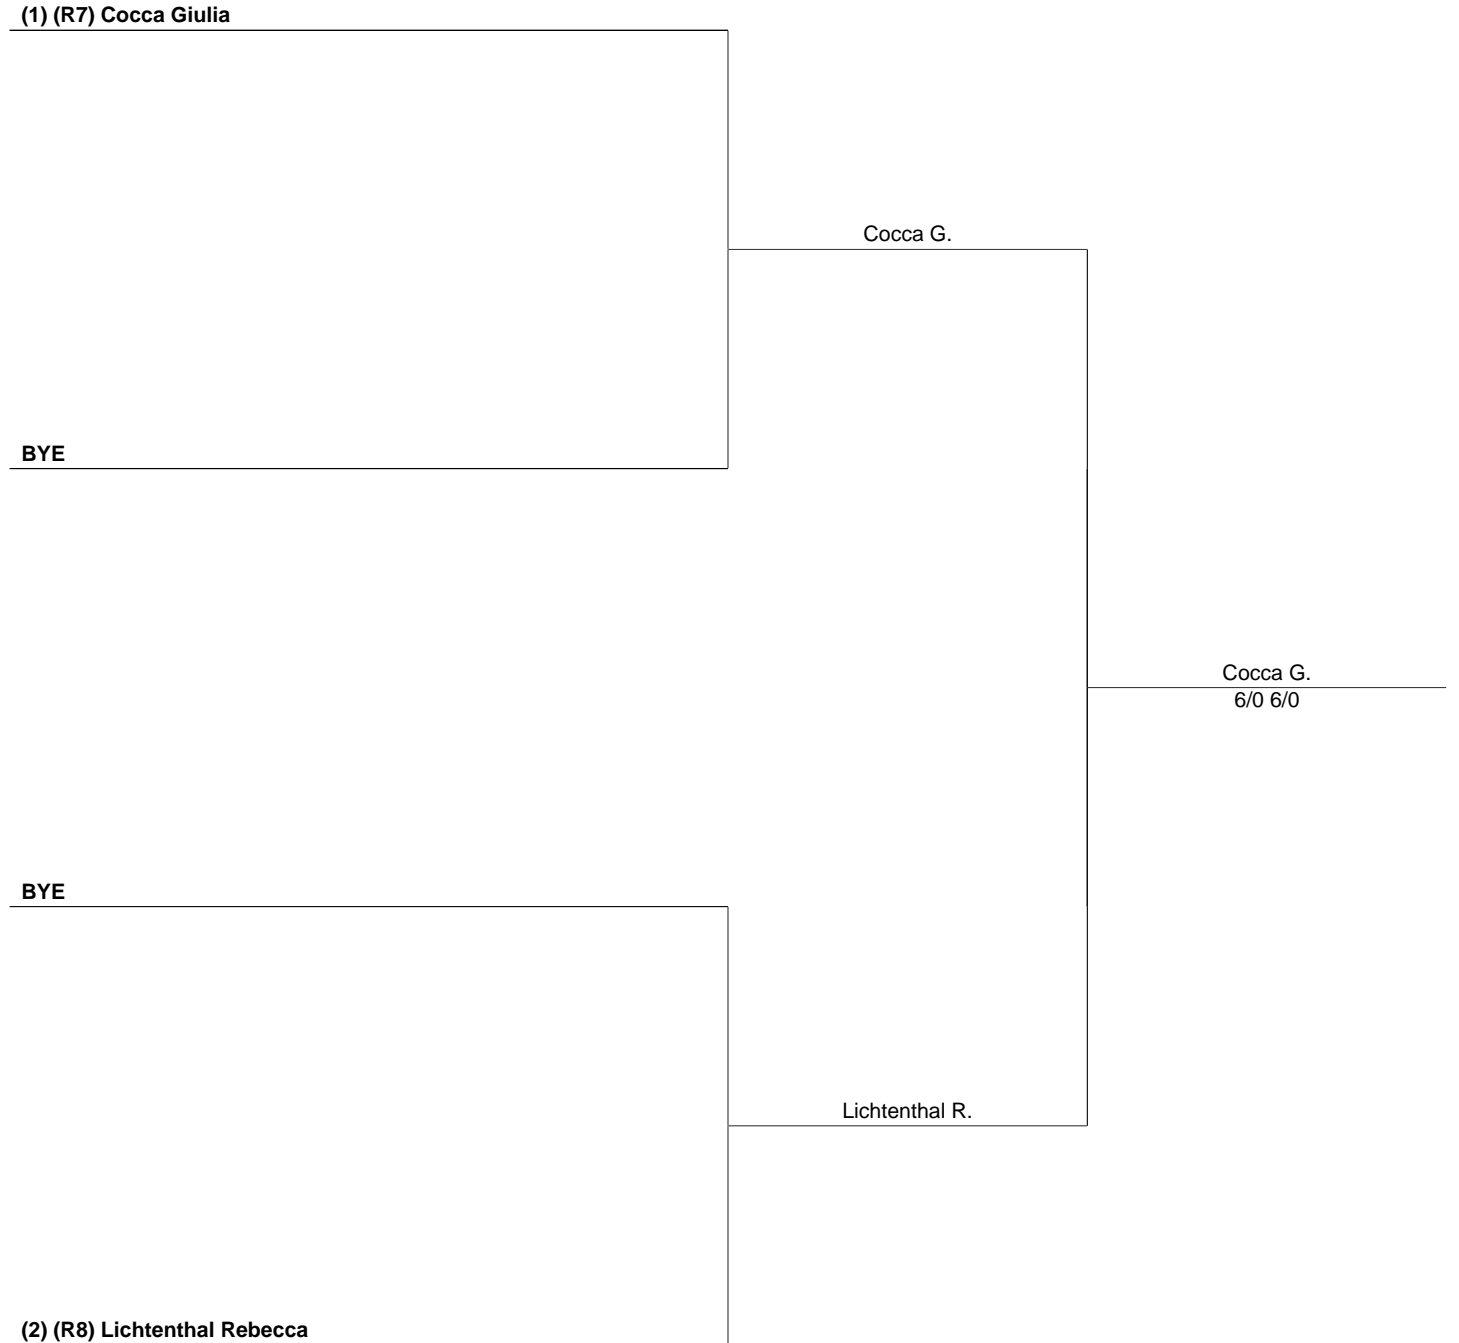 (1) (R7) Cocca Giulia
Cocca G.
BYE
Cocca G.
6/0 6/0
BYE
Lichtenthal R.
(2) (R8) Lichtenthal Rebecca